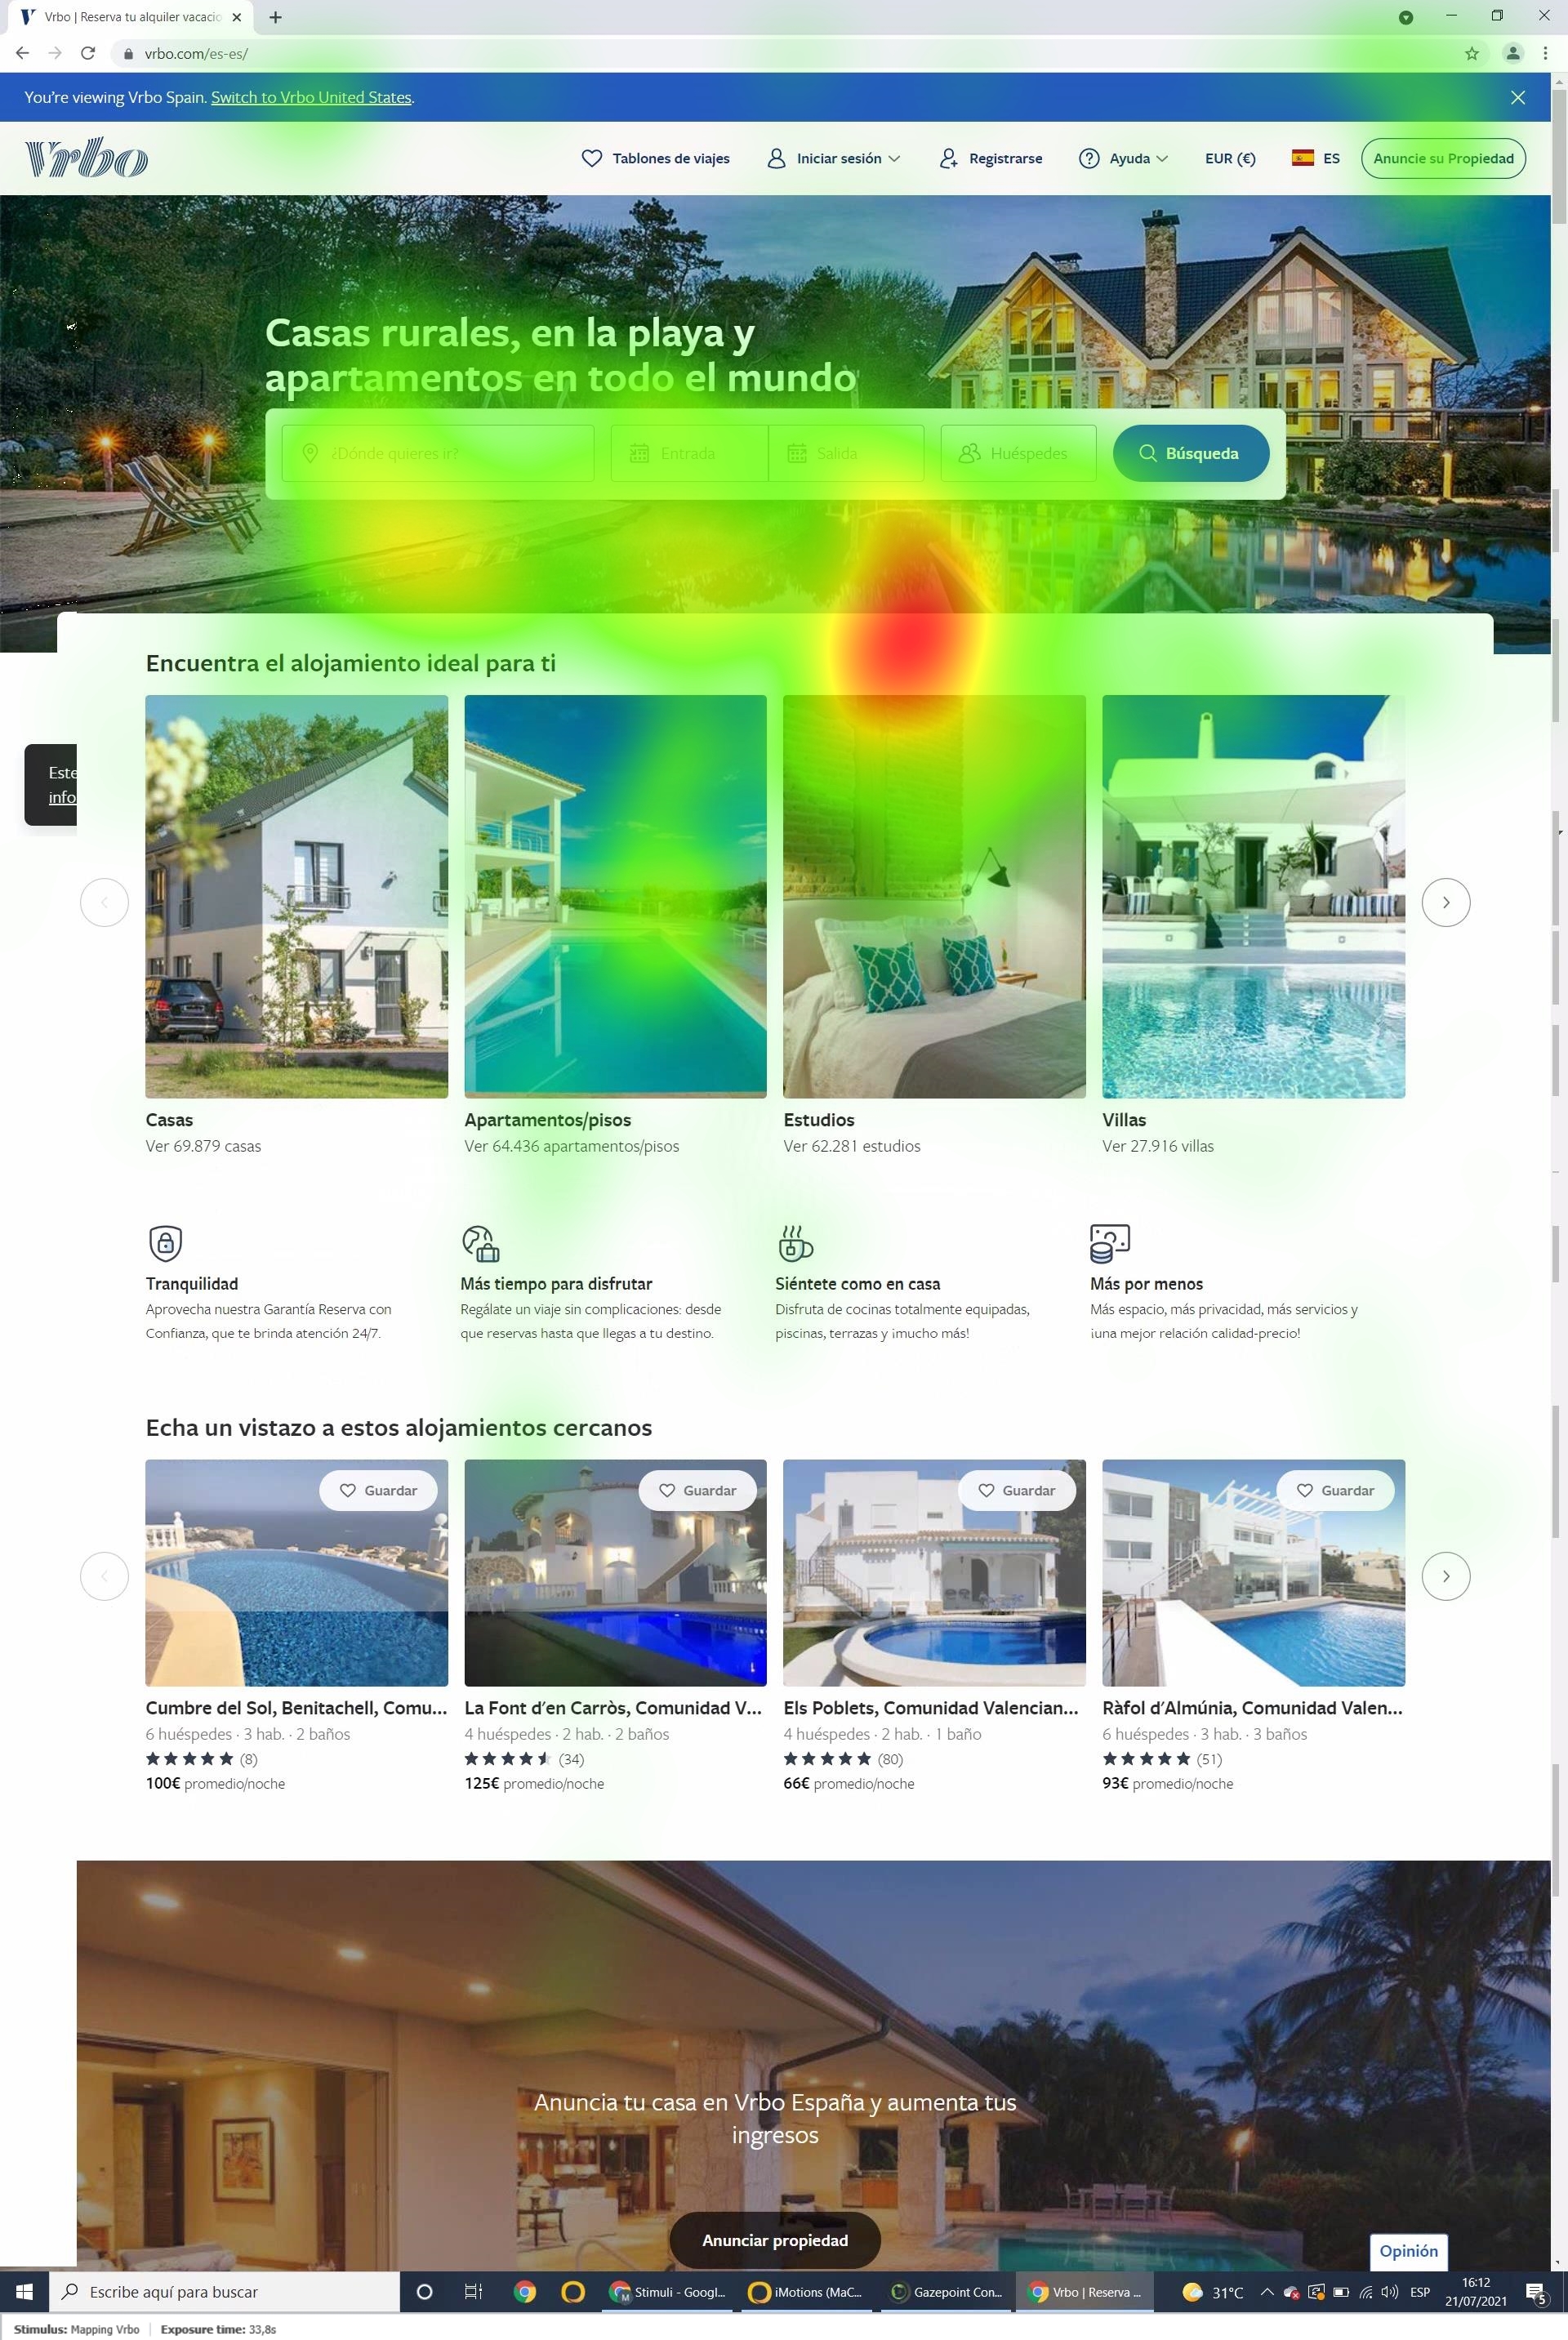 Vrbo | Reserva tu alquiler vacacio
vrbo.com/es-es/
You're viewing Vrbo Spain. Switch to Vrbo United States.
Vrbo
Tablones de viajes
Iniciar sesión
Registrarse
Ayuda
EUR (€)
ES
Anuncie su Propiedad
Casas rurales, en la playa y
apartamentos en todo el mundo
¿Dónde quieres ir?
Entrada
Salida
Huéspedes
Búsqueda
Encuentra el alojamiento ideal para ti
Este
info
Casas
Ver 69.879 casas
Apartamentos/pisos
Ver 64.436 apartamentos/pisos
Estudios
Ver 62.281 estudios
Villas
Ver 27.916 villas
Tranquilidad
Aprovecha nuestra Garantía Reserva con
Confianza, que te brinda atención 24/7.
Más tiempo para disfrutar
Regálate un viaje sin complicaciones: desde
que reservas hasta que llegas a tu destino.
Siéntete como en casa
Disfruta de cocinas totalmente equipadas,
piscinas, terrazas y ¡mucho más!
Más por menos
Más espacio, más privacidad, más servicios y
¡una mejor relación calidad-precio!
Echa un vistazo a estos alojamientos cercanos
Guardar
Guardar
Guardar
Guardar
Cumbre del Sol, Benitachell, Comu...
6 huéspedes · 3 hab. · 2 baños
(8)
100€ promedio/noche
La Font d'en Carròs, Comunidad V...
4 huéspedes · 2 hab. · 2 baños
(34)
125€ promedio/noche
Els Poblets, Comunidad Valencian...
4 huéspedes · 2 hab. · 1 baño
(80)
66€ promedio/noche
Ràfol d'Almúnia, Comunidad Valen...
6 huéspedes · 3 hab. · 3 baños
(51)
93€ promedio/noche
Anuncia tu casa en Vrbo España y aumenta tus
ingresos
Anunciar propiedad
Opinión
Escribe aquí para buscar
Stimuli - Googl...
iMotions (MaC...
Gazepoint Con...
Vrbo | Reserva ...
31°C
ESP
16:12
21/07/2021
5
Stimulus: Mapping Vrbo | Exposure time: 33,8s